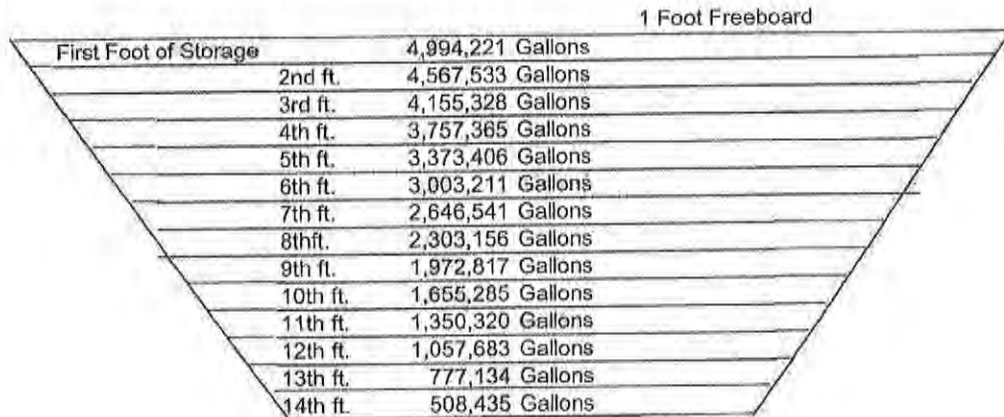 1 Foot Freeboard
First Foot of Storage 4,994,221 Gallons
2nd ft. 4,567,533 Gallons
3rd ft. 4,155,328 Gallons
4th ft. 3,757,365 Gallons
5th ft. 3,373,406 Gallons
6th ft. 3,003,211 Gallons
7th ft. 2,646,541 Gallons
8thft. 2,303,156 Gallons
9th ft. 1,972,817 Gallons
10th ft. 1,655,285 Gallons
11th ft. 1,350,320 Gallons
12th ft. 1,057,683 Gallons
13th ft. 777,134 Gallons
14th ft. 508,435 Gallons